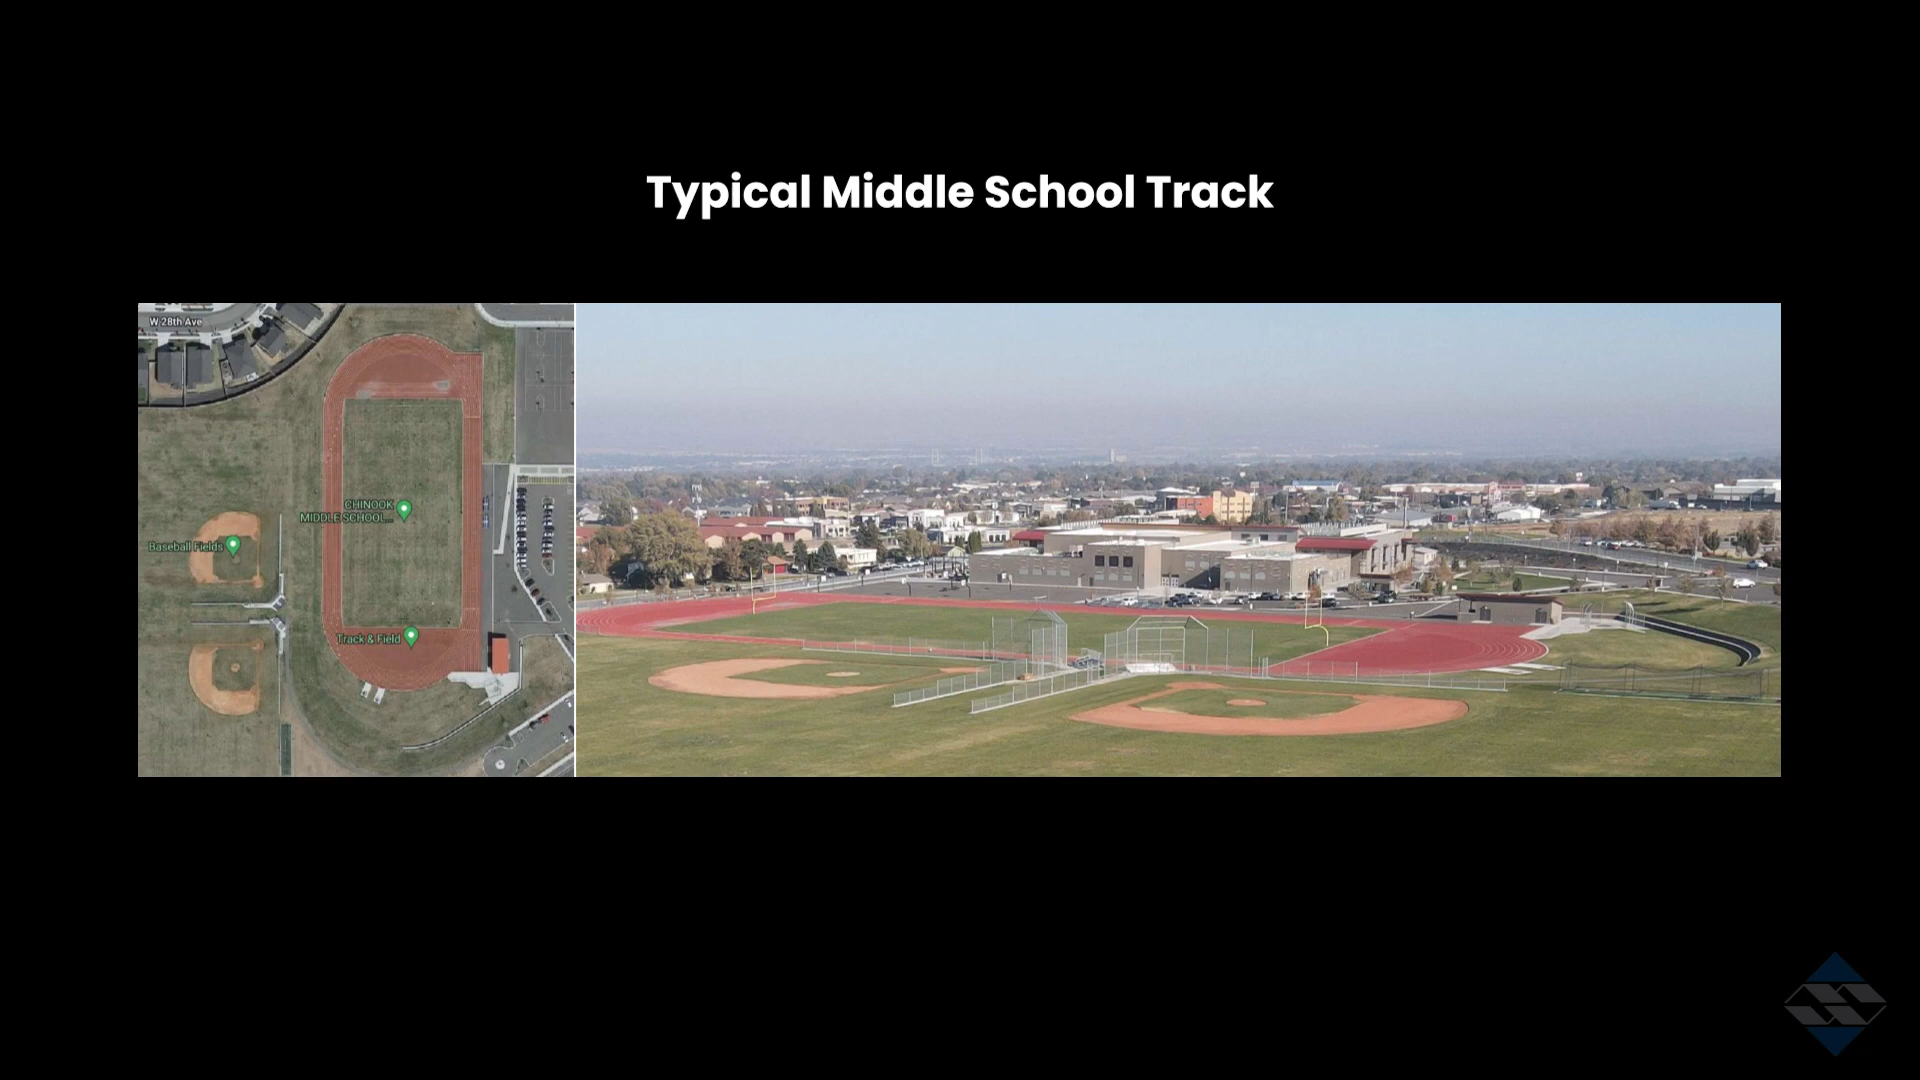 Typical Middle School Track
W 28th Ave
CHINOOK
MIDDLE SCHOOL...
Baseball Fields
Track & Field